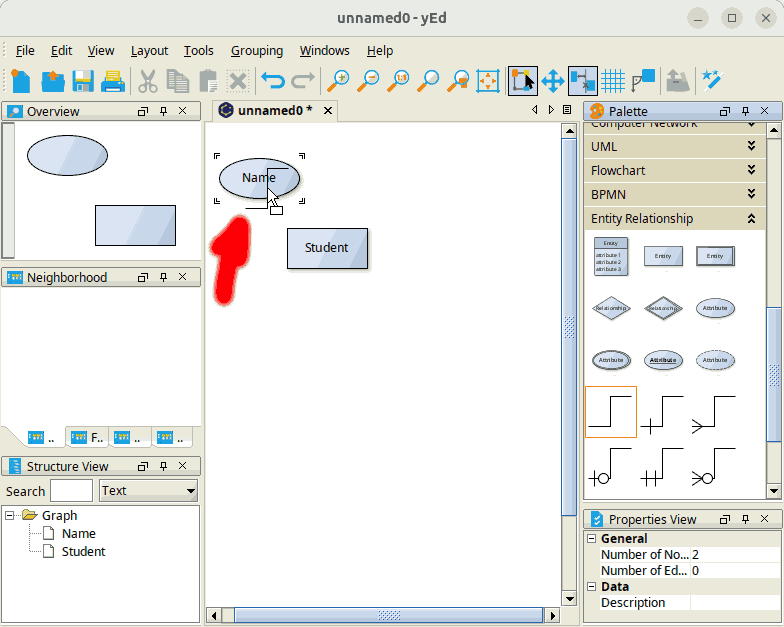 unnamed0 - yEd
File Edit View Layout Tools Grouping Windows Help
1:1
Overview
unnamed0 *
Palette
Computer Network
UML
Flowchart
BPMN
Entity Relationship
Entity
attribute 1
attribute 2
attribute 3
Entity
Entity
Relationship
Relationship
Attribute
Attribute
Attribute
Attribute
Name
Student
Neighborhood
.. F.. .. ..
Structure View
Search Text
Graph
Name
Student
Properties View
General
Number of No... 2
Number of Ed... 0
Data
Description